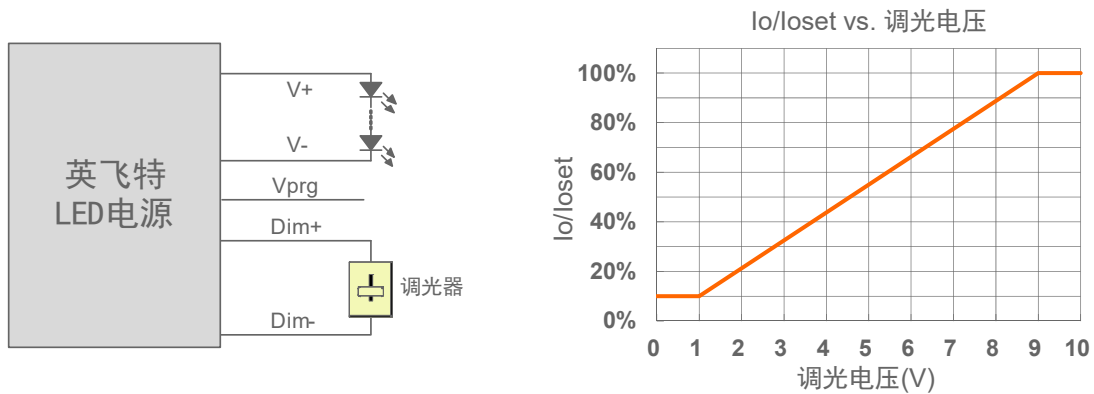 英飞特
LED电源
V+
V-
Vprg
Dim+
调光器
Dim-
Io/Ioset vs. 调光电压
Io/Ioset
100%
80%
60%
40%
20%
0%
0 1 2 3 4 5 6 7 8 9 10
调光电压(V)